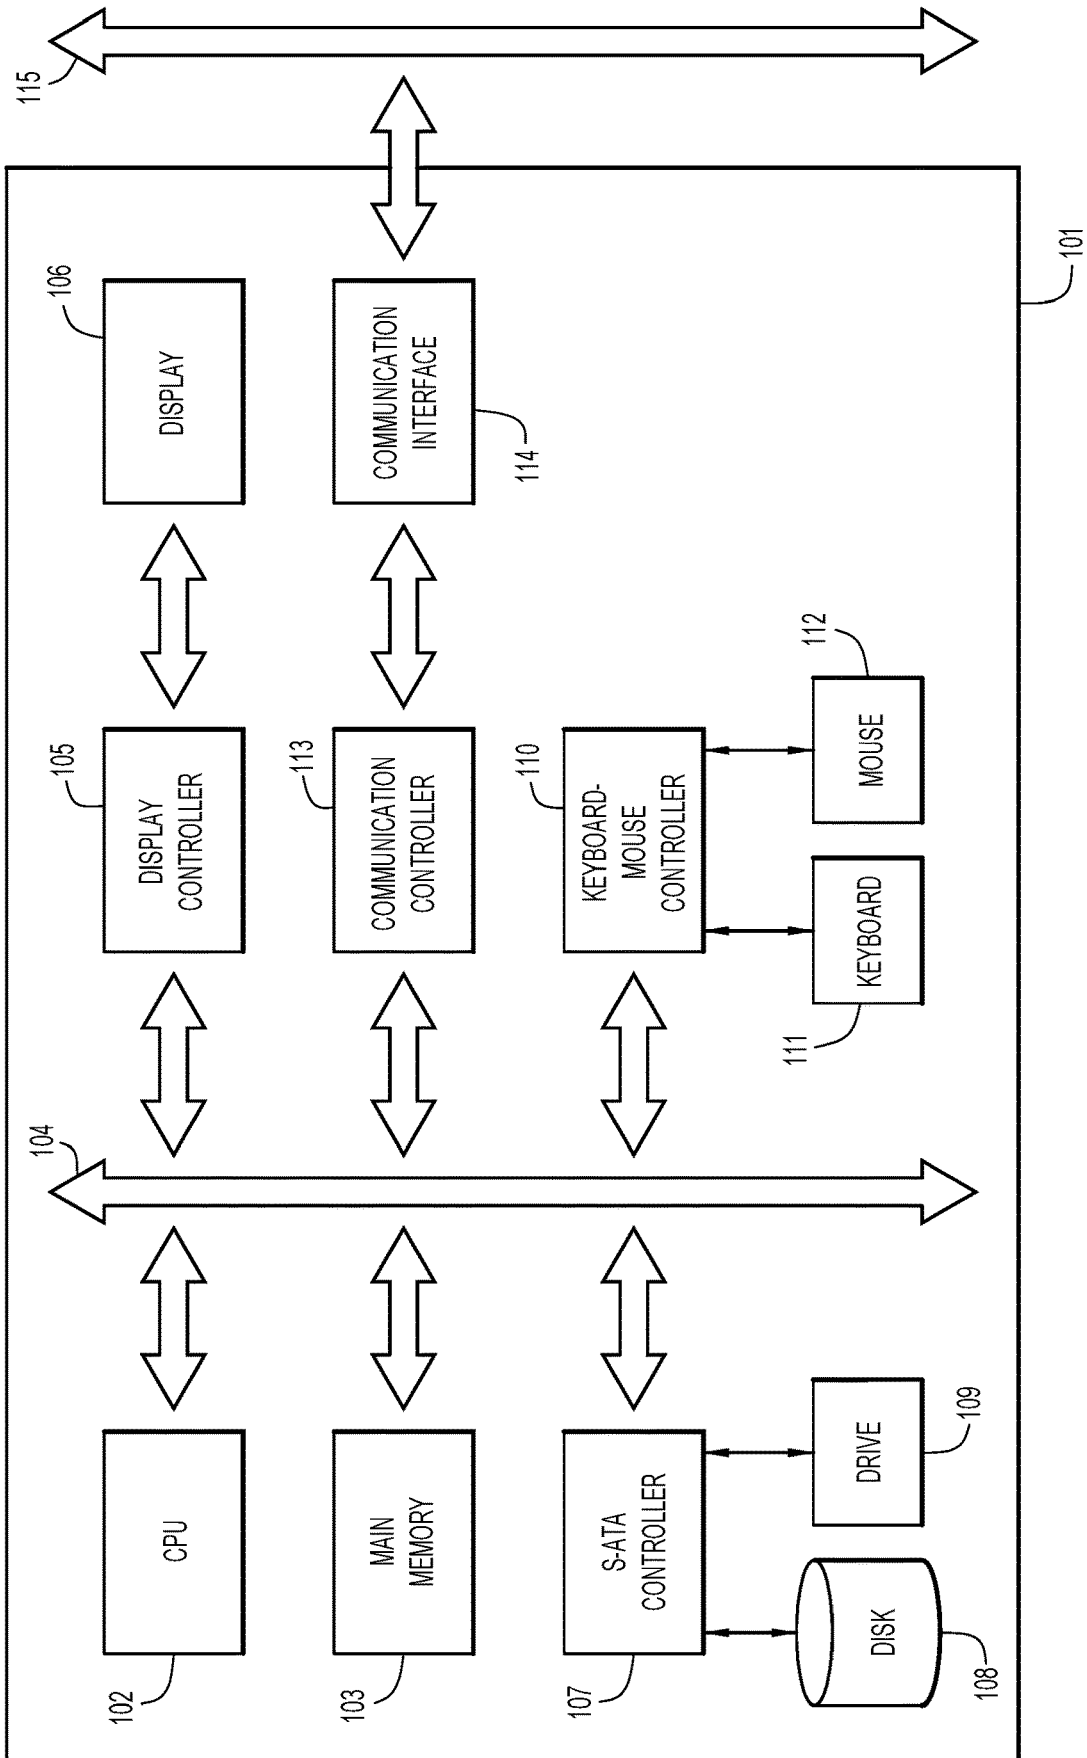 102
CPU
104
105
DISPLAY
CONTROLLER
106
DISPLAY
115
103
MAIN
MEMORY
113
COMMUNICATION
CONTROLLER
COMMUNICATION
INTERFACE
114
107
S-ATA
CONTROLLER
110
KEYBOARD-
MOUSE
CONTROLLER
DISK
108
DRIVE
109
111
KEYBOARD
MOUSE
112
101